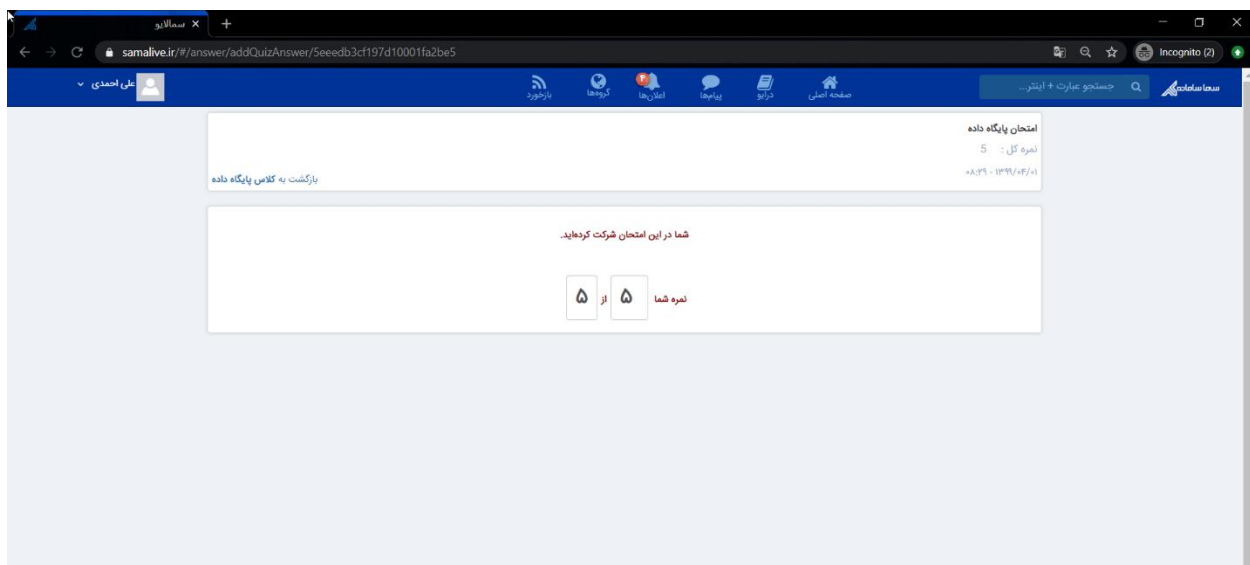 سمالایو
samalive.ir/#/answer/addQuizAnswer/5eeedb3cf197d10001fa2be5
Incognito (2)
جستجو عبارت + اینتر...
صفحه اصلی
درایو
پیام‌ها
اعلان‌ها
گروه‌ها
بازخورد
علی احمدی
امتحان پایگاه داده
نمره کل : 5
۱۳۹۹/۰۴/۰۱ - ۰۸:۲۹
بازگشت به کلاس پایگاه داده
شما در این امتحان شرکت کرده‌اید.
نمره شما ۵ از ۵